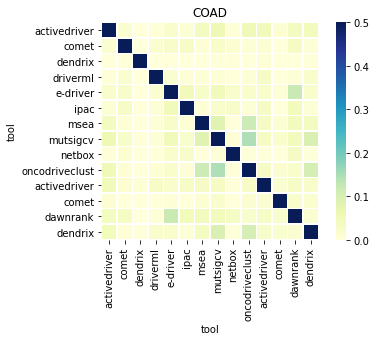 COAD
tool
activedriver
comet
dendrix
driverml
e-driver
ipac
msea
mutsigcv
netbox
oncodriveclust
activedriver
comet
dawnrank
dendrix
activedriver
comet
dendrix
driverml
e-driver
ipac
msea
mutsigcv
netbox
oncodriveclust
activedriver
comet
dawnrank
dendrix
tool
0.5
0.4
0.3
0.2
0.1
0.0